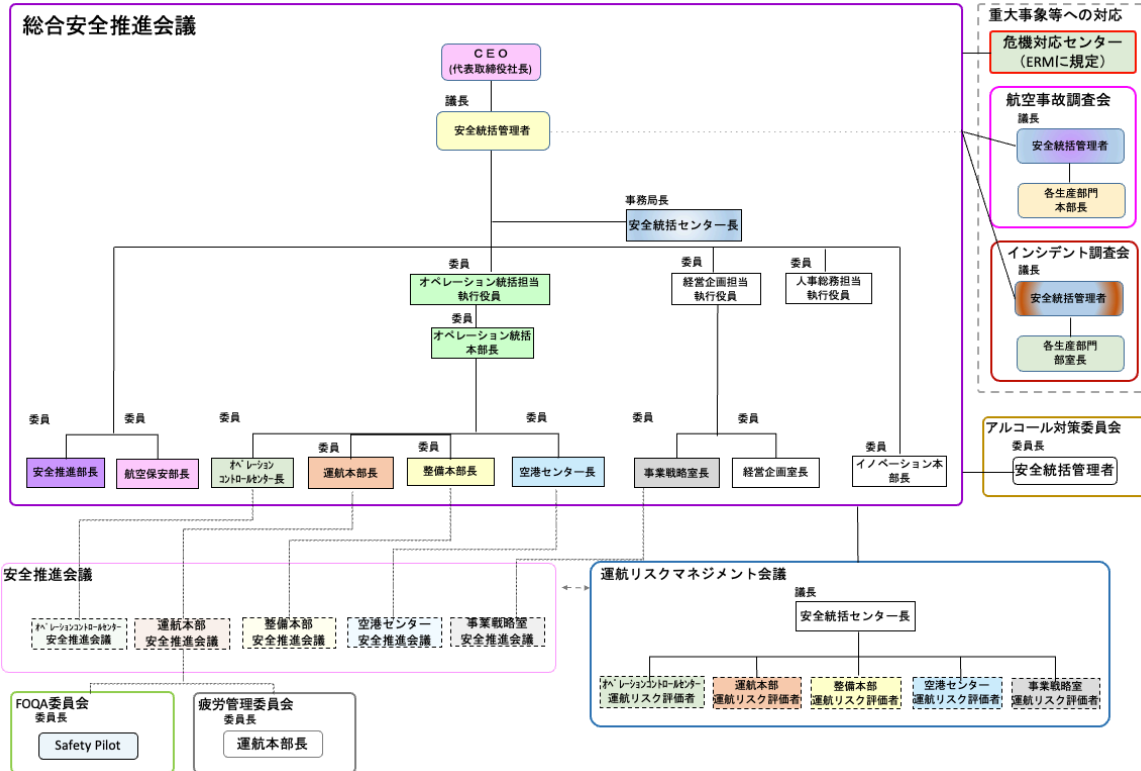 総合安全推進会議
CEO
(代表取締役社長)
議長
安全統括管理者
事務局長
安全統括センター長
委員
オペレーション統括担当
執行役員
委員
経営企画担当
執行役員
委員
人事総務担当
執行役員
委員
オペレーション統括
本部長
委員
安全推進部長
委員
航空保安部長
委員
オペレーション
コントロールセンター長
委員
運航本部長
委員
整備本部長
委員
空港センター長
委員
事業戦略室長
委員
経営企画室長
委員
イノベーション本
部長
重大事象等への対応
危機対応センター
（ERMに規定）
航空事故調査会
議長
安全統括管理者
各生産部門
本部長
インシデント調査会
議長
安全統括管理者
各生産部門
部室長
アルコール対策委員会
委員長
安全統括管理者
安全推進会議
オペレーションコントロールセンター
安全推進会議
運航本部
安全推進会議
整備本部
安全推進会議
空港センター
安全推進会議
事業戦略室
安全推進会議
運航リスクマネジメント会議
議長
安全統括センター長
オペレーションコントロールセンター
運航リスク評価者
運航本部
運航リスク評価者
整備本部
運航リスク評価者
空港センター
運航リスク評価者
事業戦略室
運航リスク評価者
FOQA委員会
委員長
Safety Pilot
疲労管理委員会
委員長
運航本部長